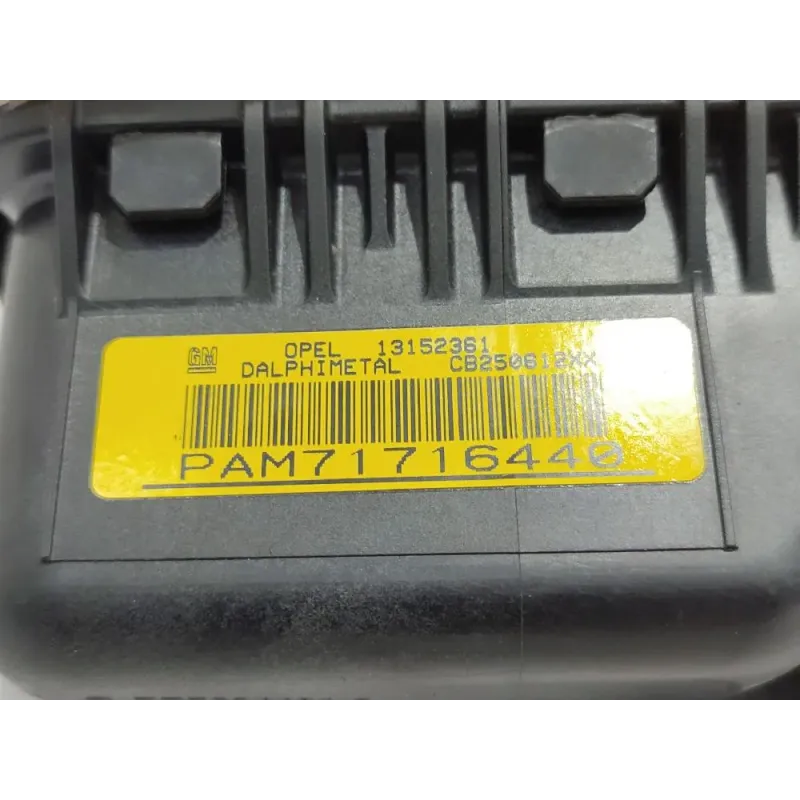 GM OPEL 13152361
DALPHIMETAL CB250612XX
PAM71716440